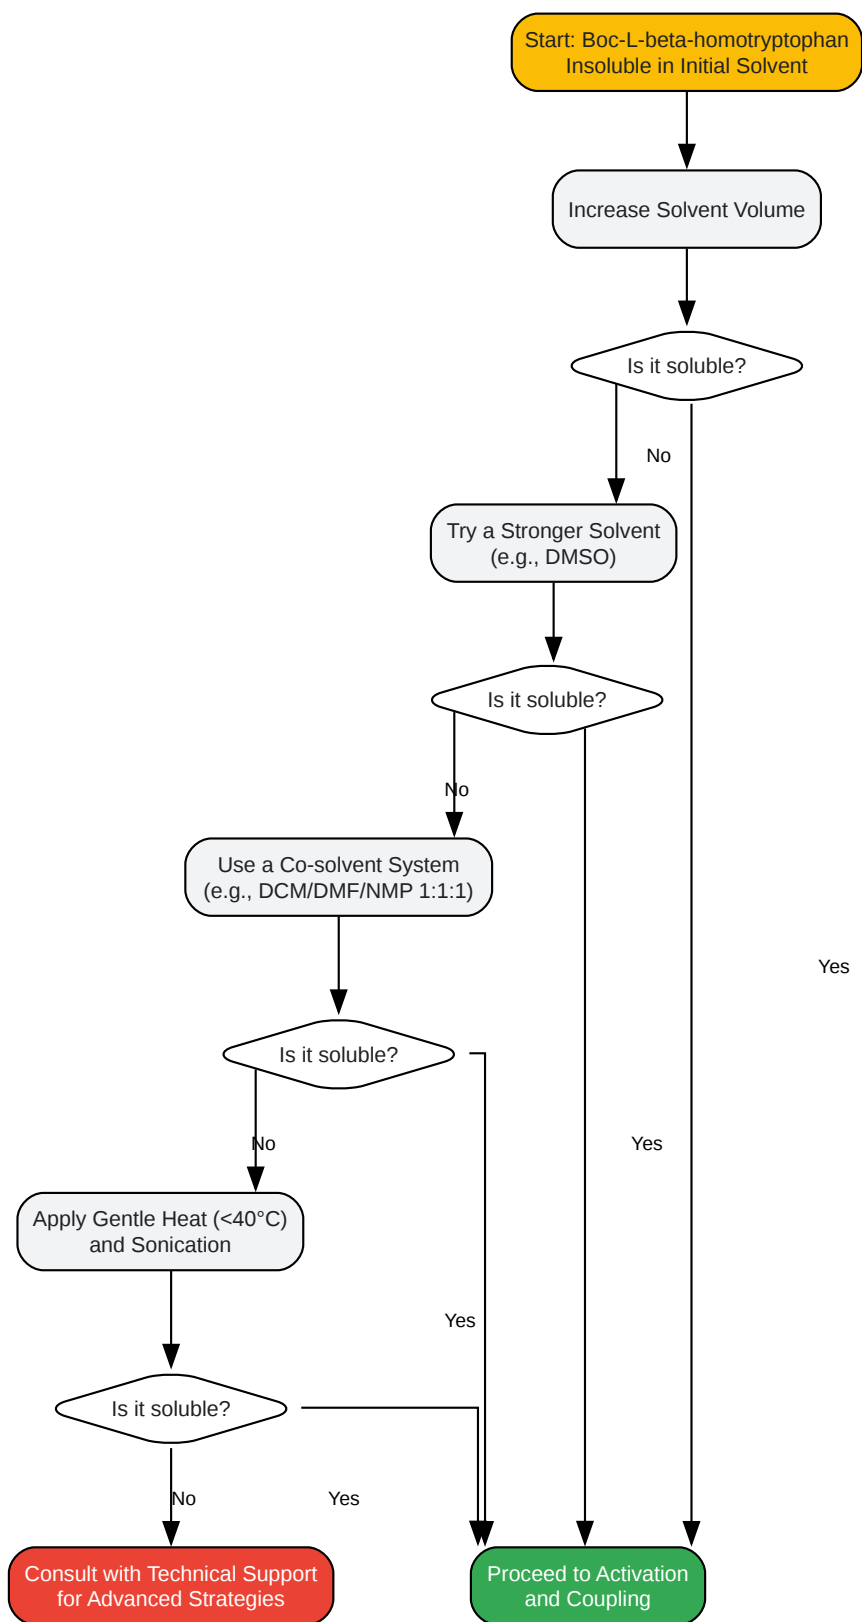 Start: Boc-L-beta-homotryptophan
Insoluble in Initial Solvent
Increase Solvent Volume
Is it soluble?
No
Try a Stronger Solvent
(e.g., DMSO)
Is it soluble?
No
Use a Co-solvent System
(e.g., DCM/DMF/NMP 1:1:1)
Yes
Is it soluble?
No
Yes
Apply Gentle Heat (<40°C)
and Sonication
Yes
Is it soluble?
No
Yes
Consult with Technical Support
for Advanced Strategies
Proceed to Activation
and Coupling